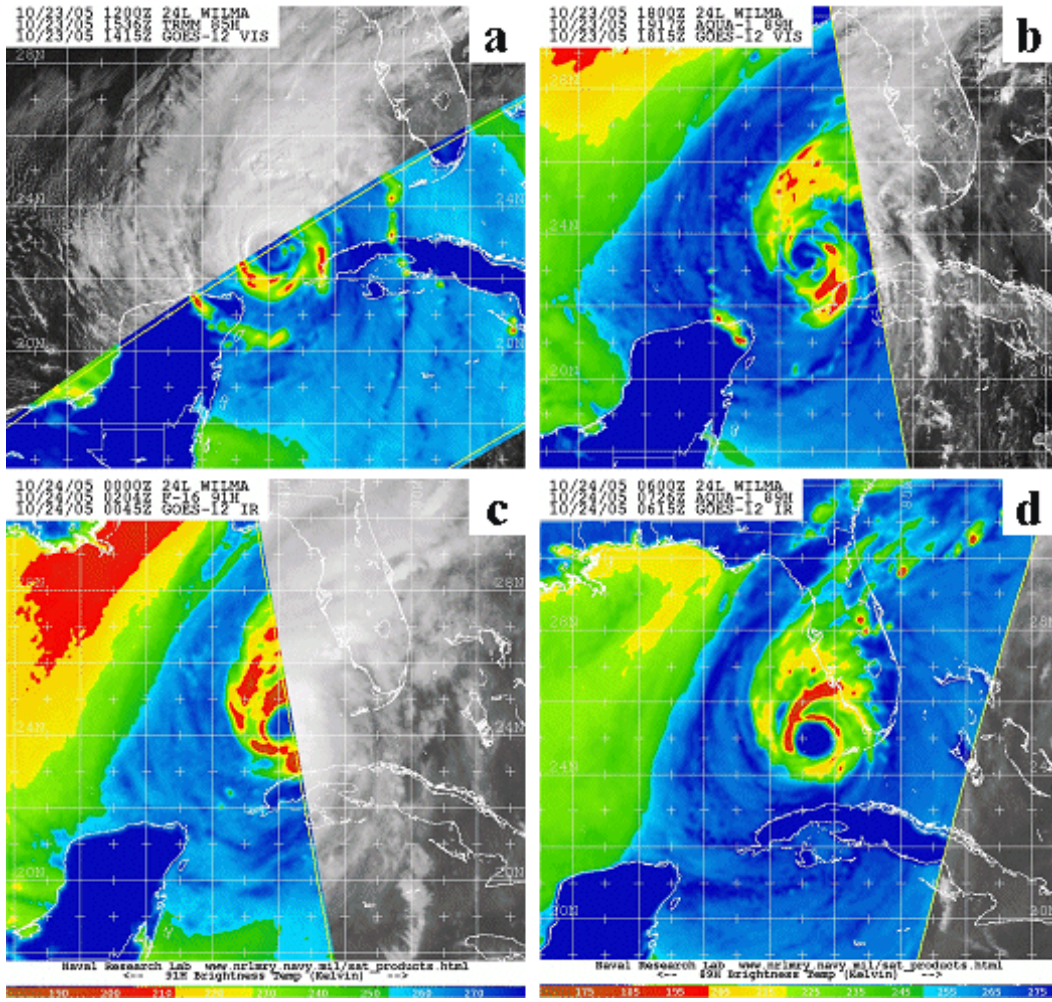 10/23/05 1200Z 24L WILMA
10/23/05 1536Z TRMM 85H
10/23/05 1415Z GOES-12 VIS
a
28N
84N
24N
80N
20N
10/23/05 1800Z 24L WILMA
10/23/05 1917Z AQUA-1 89H
10/23/05 1815Z GOES-12 VIS
b
24N
20N
10/24/05 0000Z 24L WILMA
10/24/05 0204Z F-16 91H
10/24/05 0045Z GOES-12 IR
c
28N
28N
24N
24N
20N
20N
10/24/05 0600Z 24L WILMA
10/24/05 0726Z AQUA-1 89H
10/24/05 0615Z GOES-12 IR
d
28N
28N
24N
24N
20N
20N
Naval Research Lab www.nrlmry.navy.mil/sat_products.html
<-- 91H Brightness Temp (Kelvin) -->
190 200 210 220 230 240 250 260 270
Naval Research Lab www.nrlmry.navy.mil/sat_products.html
<-- 89H Brightness Temp (Kelvin) -->
175 185 195 205 215 225 235 245 255 265 275